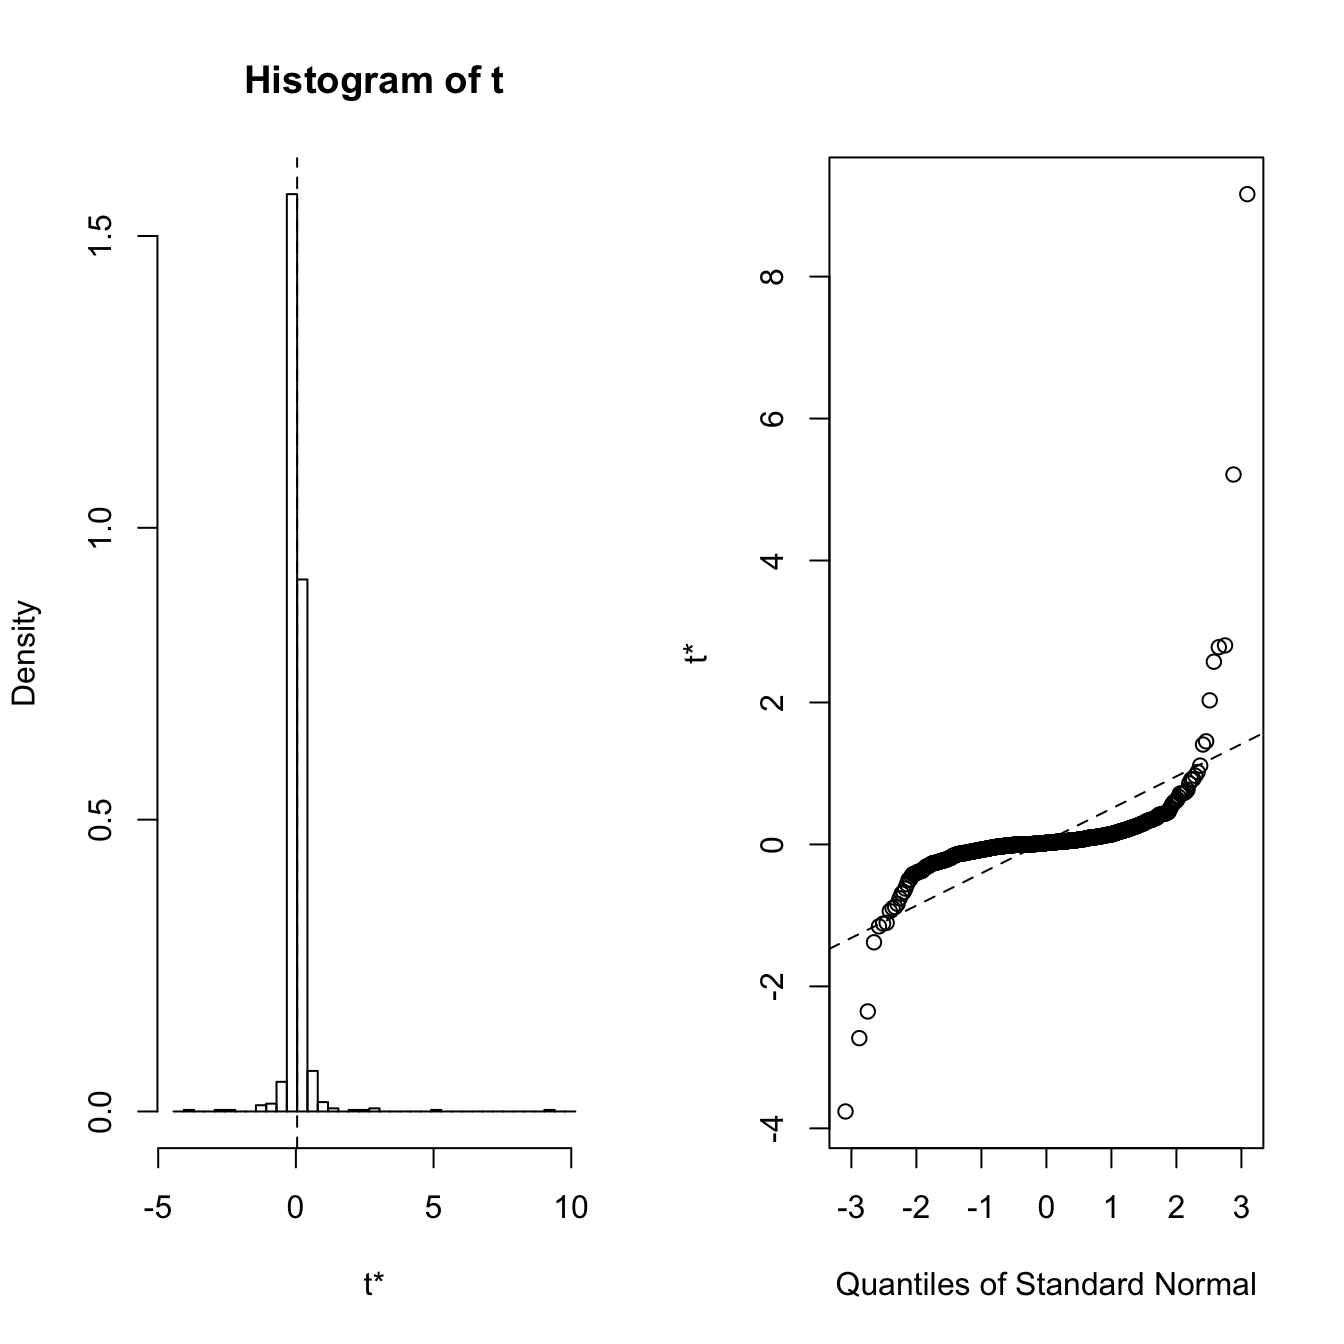 Histogram of t
Density
0.0 0.5 1.0 1.5
-5 0 5 10
t*
t*
-4 -2 0 2 4 6 8
-3 -2 -1 0 1 2 3
Quantiles of Standard Normal